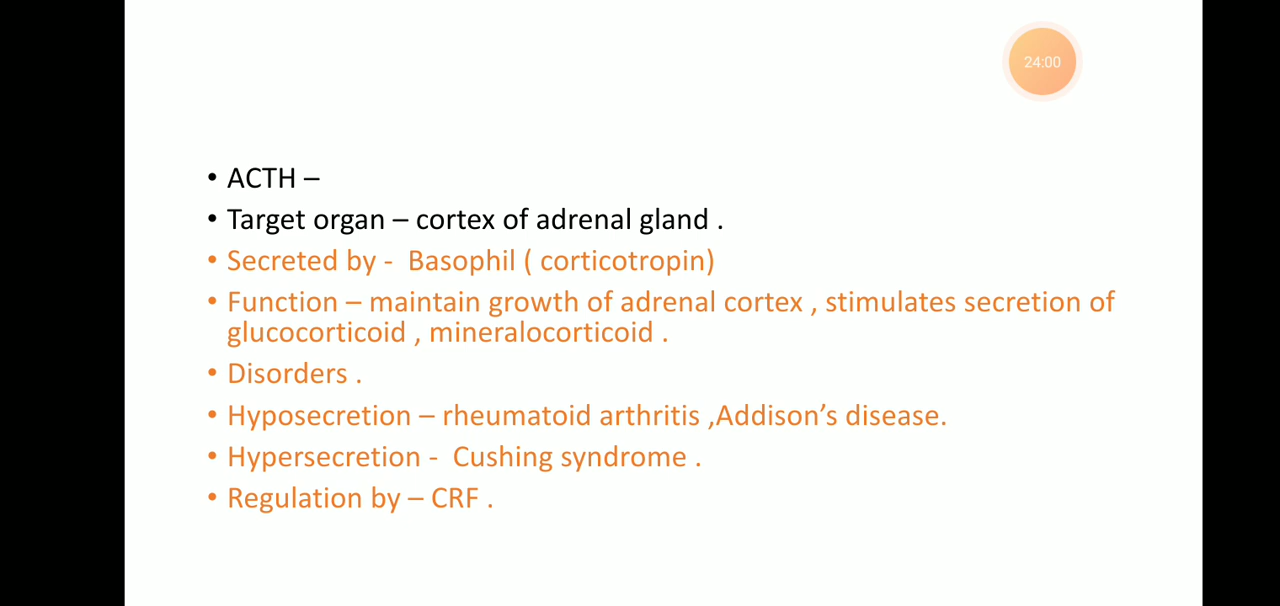 24:00
• ACTH –
• Target organ – cortex of adrenal gland .
• Secreted by -  Basophil ( corticotropin)
• Function – maintain growth of adrenal cortex , stimulates secretion of
glucocorticoid , mineralocorticoid .
• Disorders .
• Hyposecretion – rheumatoid arthritis ,Addison’s disease.
• Hypersecretion -  Cushing syndrome .
• Regulation by – CRF .